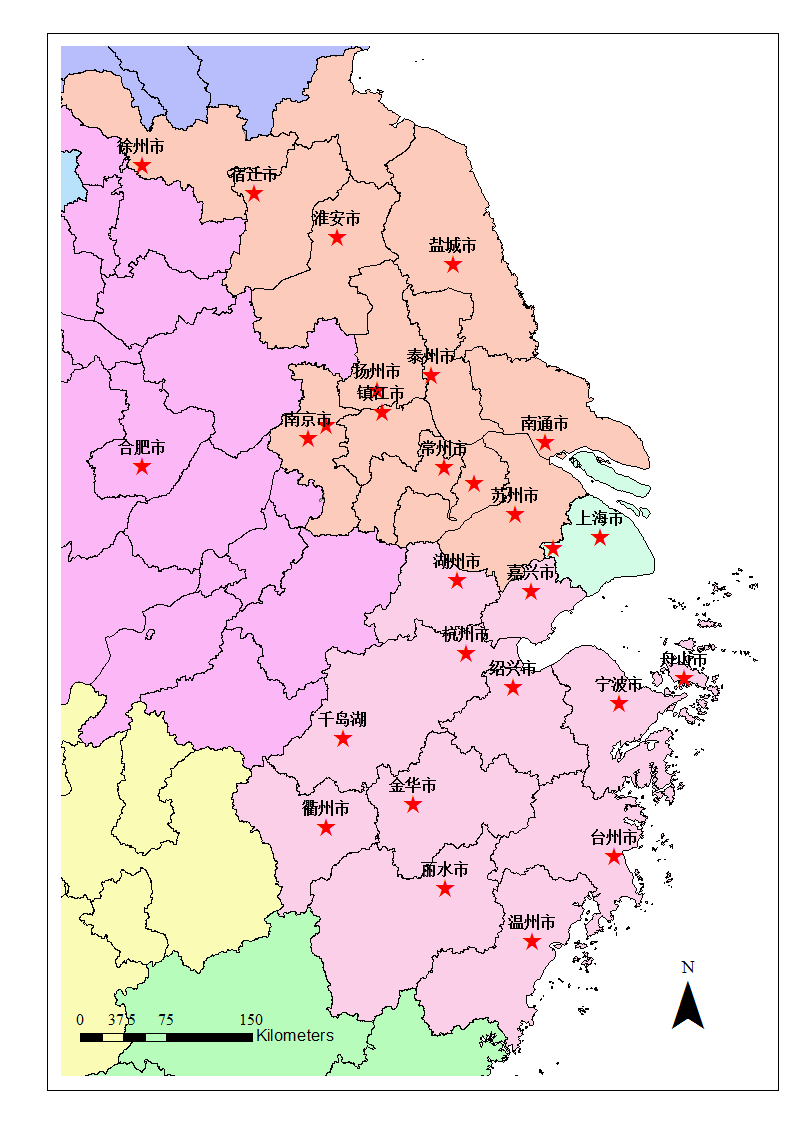 徐州市
宿迁市
淮安市
盐城市
泰州市
扬州市
镇江市
南京市
南通市
常州市
合肥市
苏州市
上海市
湖州市
嘉兴市
杭州市
舟山市
绍兴市
宁波市
千岛湖
金华市
衢州市
台州市
丽水市
温州市
N
0 37.5 75 150
Kilometers